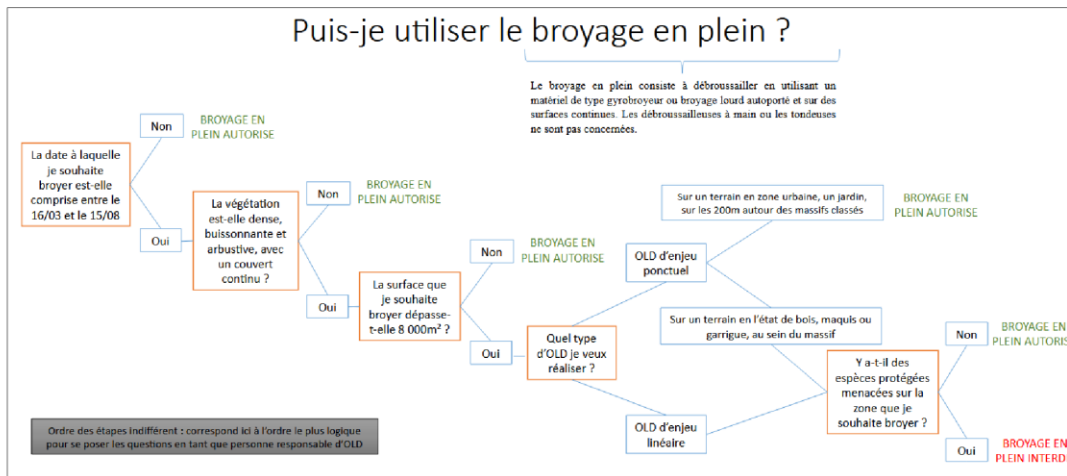 Puis-je utiliser le broyage en plein ?
Le broyage en plein consiste à débroussailler en utilisant un
matériel de type gyrobroyeur ou broyage lourd autoporté et sur des
surfaces continues. Les débroussailleuses à main ou les tondeuses
ne sont pas concernées.
La date à laquelle
je souhaite
broyer est-elle
comprise entre le
16/03 et le 15/08
Non
BROYAGE EN
PLEIN AUTORISE
Oui
La végétation
est-elle dense,
buissonnante et
arbustive, avec
un couvert
continu ?
Non
BROYAGE EN
PLEIN AUTORISE
Oui
La surface que
je souhaite
broyer dépasse-
t-elle 8 000m² ?
Non
BROYAGE EN
PLEIN AUTORISE
Oui
Quel type
d'OLD je veux
réaliser ?
OLD d'enjeu
ponctuel
Sur un terrain en zone urbaine, un jardin,
sur les 200m autour des massifs classés
BROYAGE EN
PLEIN AUTORISE
Sur un terrain en l'état de bois, maquis ou
garrigue, au sein du massif
OLD d'enjeu
linéaire
Y a-t-il des
espèces protégées
menacées sur la
zone que je
souhaite broyer ?
Non
BROYAGE EN
PLEIN AUTORIS
Oui
BROYAGE EN
PLEIN INTERD
Ordre des étapes indifférent : correspond ici à l'ordre le plus logique
pour se poser les questions en tant que personne responsable d'OLD